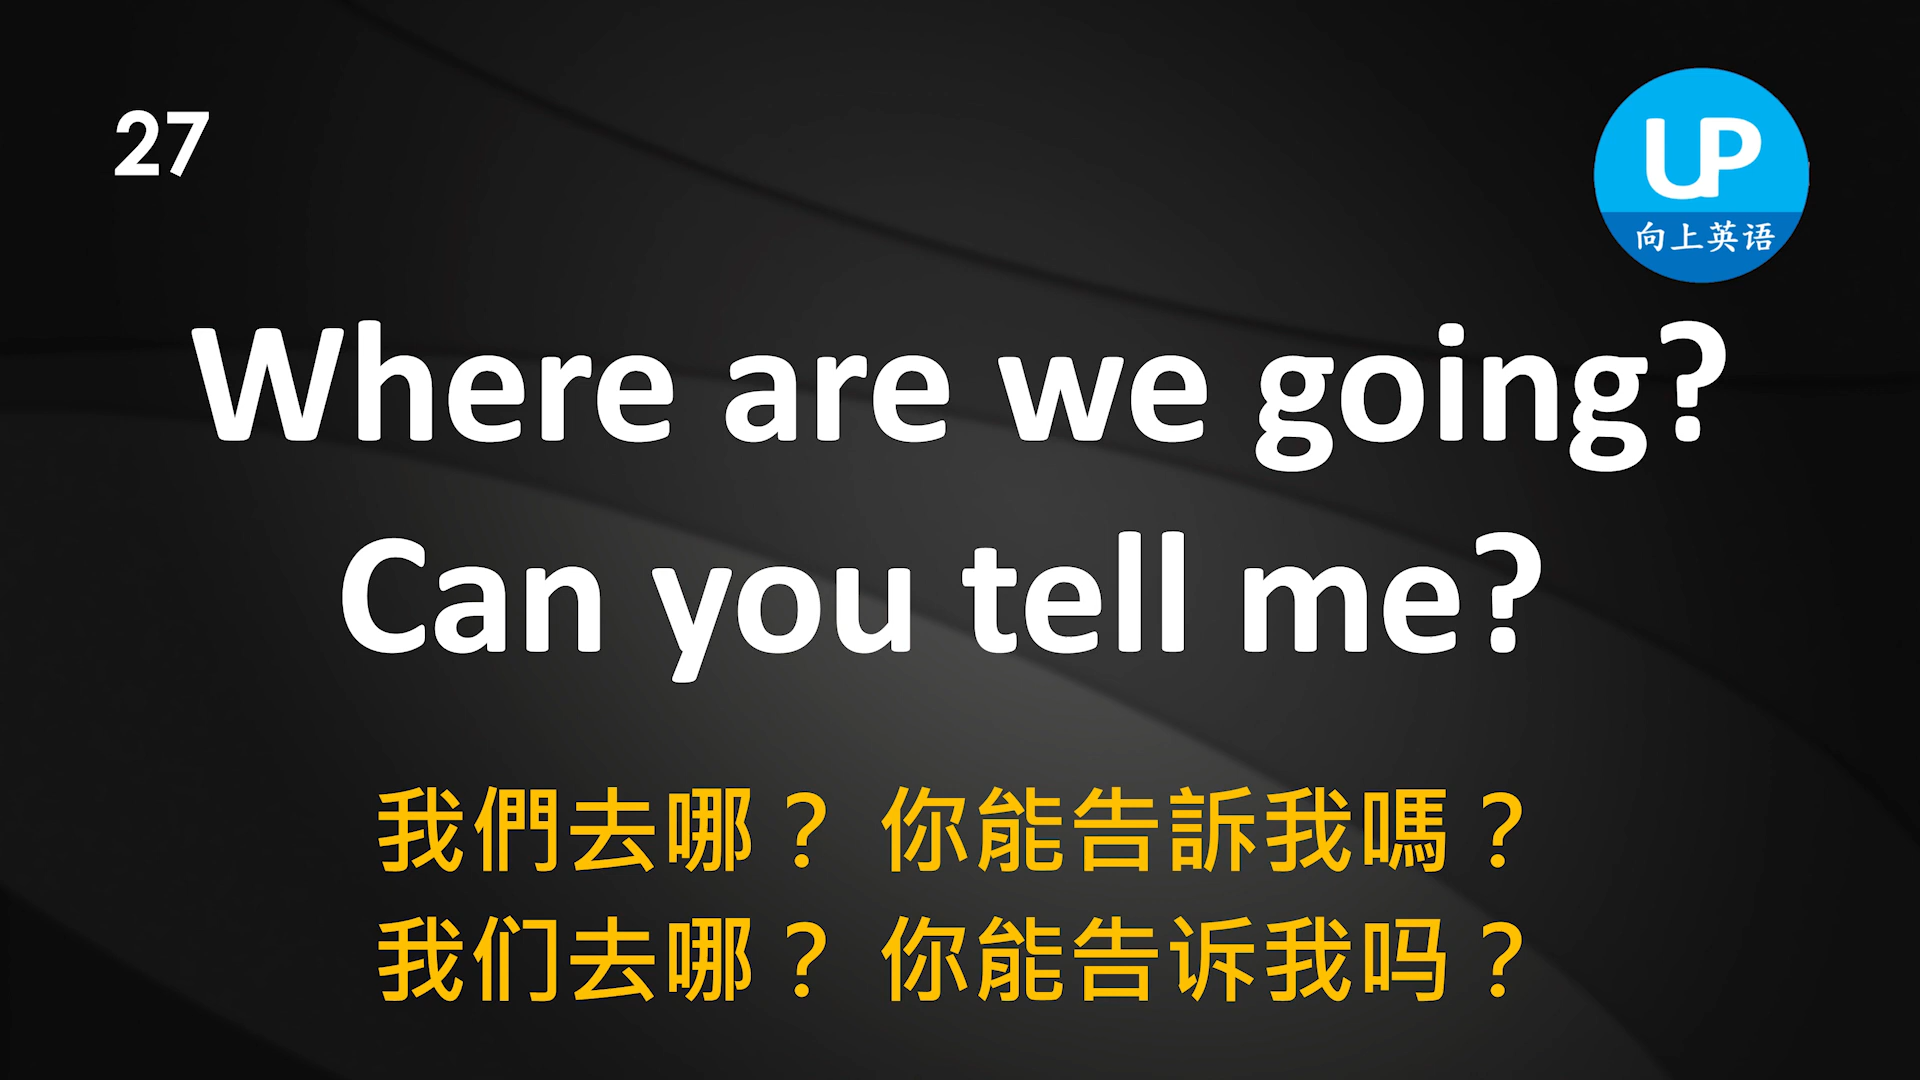 27
UP
向上英语
Where are we going?
Can you tell me?
我們去哪？ 你能告訴我嗎？
我们去哪？ 你能告诉我吗？